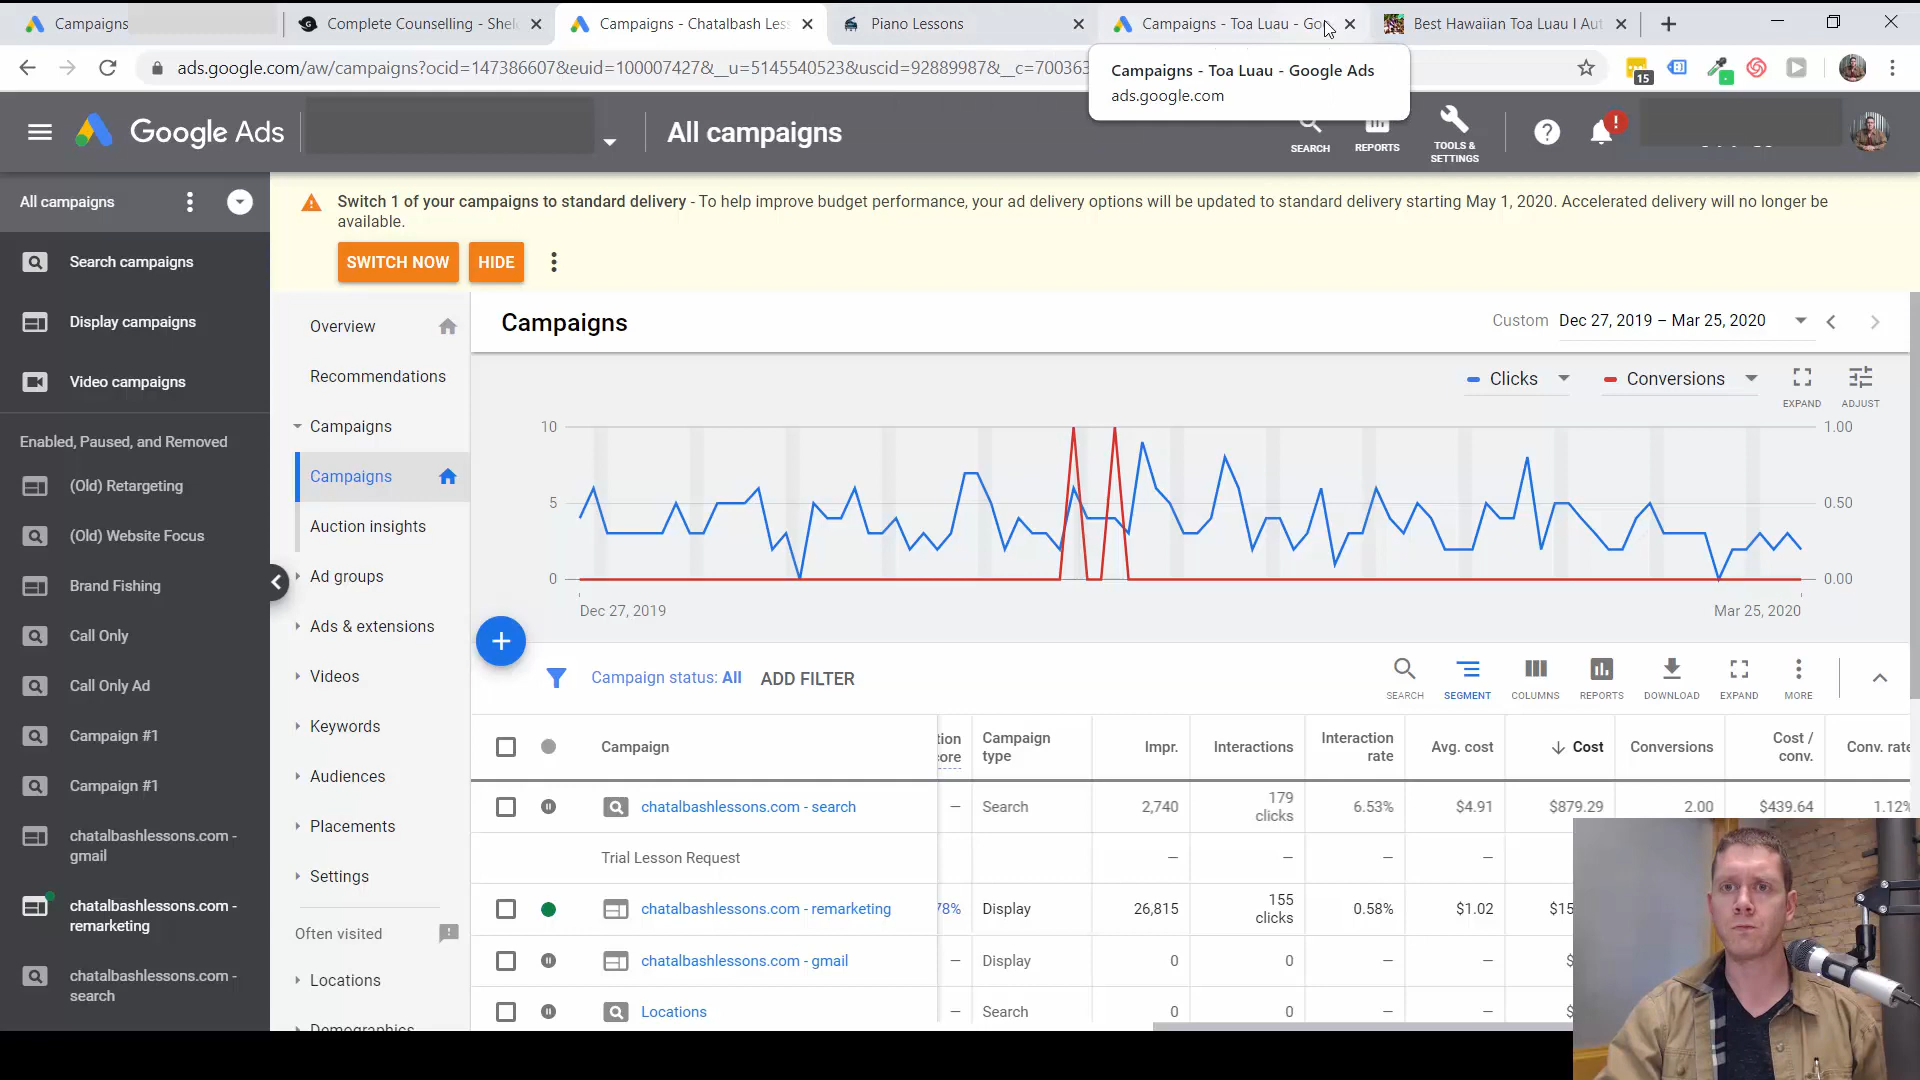 Campaigns
Complete Counselling - Shel
Campaigns - Chatalbash Less
Piano Lessons
Campaigns - Toa Luau - Go
Best Hawaiian Toa Luau I Aut
ads.google.com/aw/campaigns?ocid=147386607&euid=100007427&__u=5145540523&uscid=92889987&__c=70036
15
Campaigns - Toa Luau - Google Ads
ads.google.com
Google Ads
All campaigns
SEARCH
REPORTS
TOOLS &
SETTINGS
All campaigns
Switch 1 of your campaigns to standard delivery - To help improve budget performance, your ad delivery options will be updated to standard delivery starting May 1, 2020. Accelerated delivery will no longer be
available.
SWITCH NOW
HIDE
Search campaigns
Display campaigns
Video campaigns
Enabled, Paused, and Removed
(Old) Retargeting
(Old) Website Focus
Brand Fishing
Call Only
Call Only Ad
Campaign #1
Campaign #1
chatalbashlessons.com -
gmail
chatalbashlessons.com -
remarketing
chatalbashlessons.com -
search
Overview
Recommendations
Campaigns
Campaigns
Auction insights
Ad groups
Ads & extensions
Videos
Keywords
Audiences
Placements
Settings
Often visited
Locations
Demographics
Campaigns
Custom Dec 27, 2019 – Mar 25, 2020
Clicks
Conversions
EXPAND
ADJUST
10
1.00
5
0.50
0
0.00
Dec 27, 2019
Mar 25, 2020
Campaign status: All
ADD FILTER
SEARCH
SEGMENT
COLUMNS
REPORTS
DOWNLOAD
EXPAND
MORE
Campaign
tion
core
Campaign
type
Impr.
Interactions
Interaction
rate
Avg. cost
Cost
Conversions
Cost /
conv.
Conv. rate
chatalbashlessons.com - search
—
Search
2,740
179
clicks
6.53%
$4.91
$879.29
2.00
$439.64
1.12%
Trial Lesson Request
—
—
—
—
chatalbashlessons.com - remarketing
78%
Display
26,815
155
clicks
0.58%
$1.02
$15
chatalbashlessons.com - gmail
—
Display
0
0
—
—
$
Locations
—
Search
0
0
—
—
$